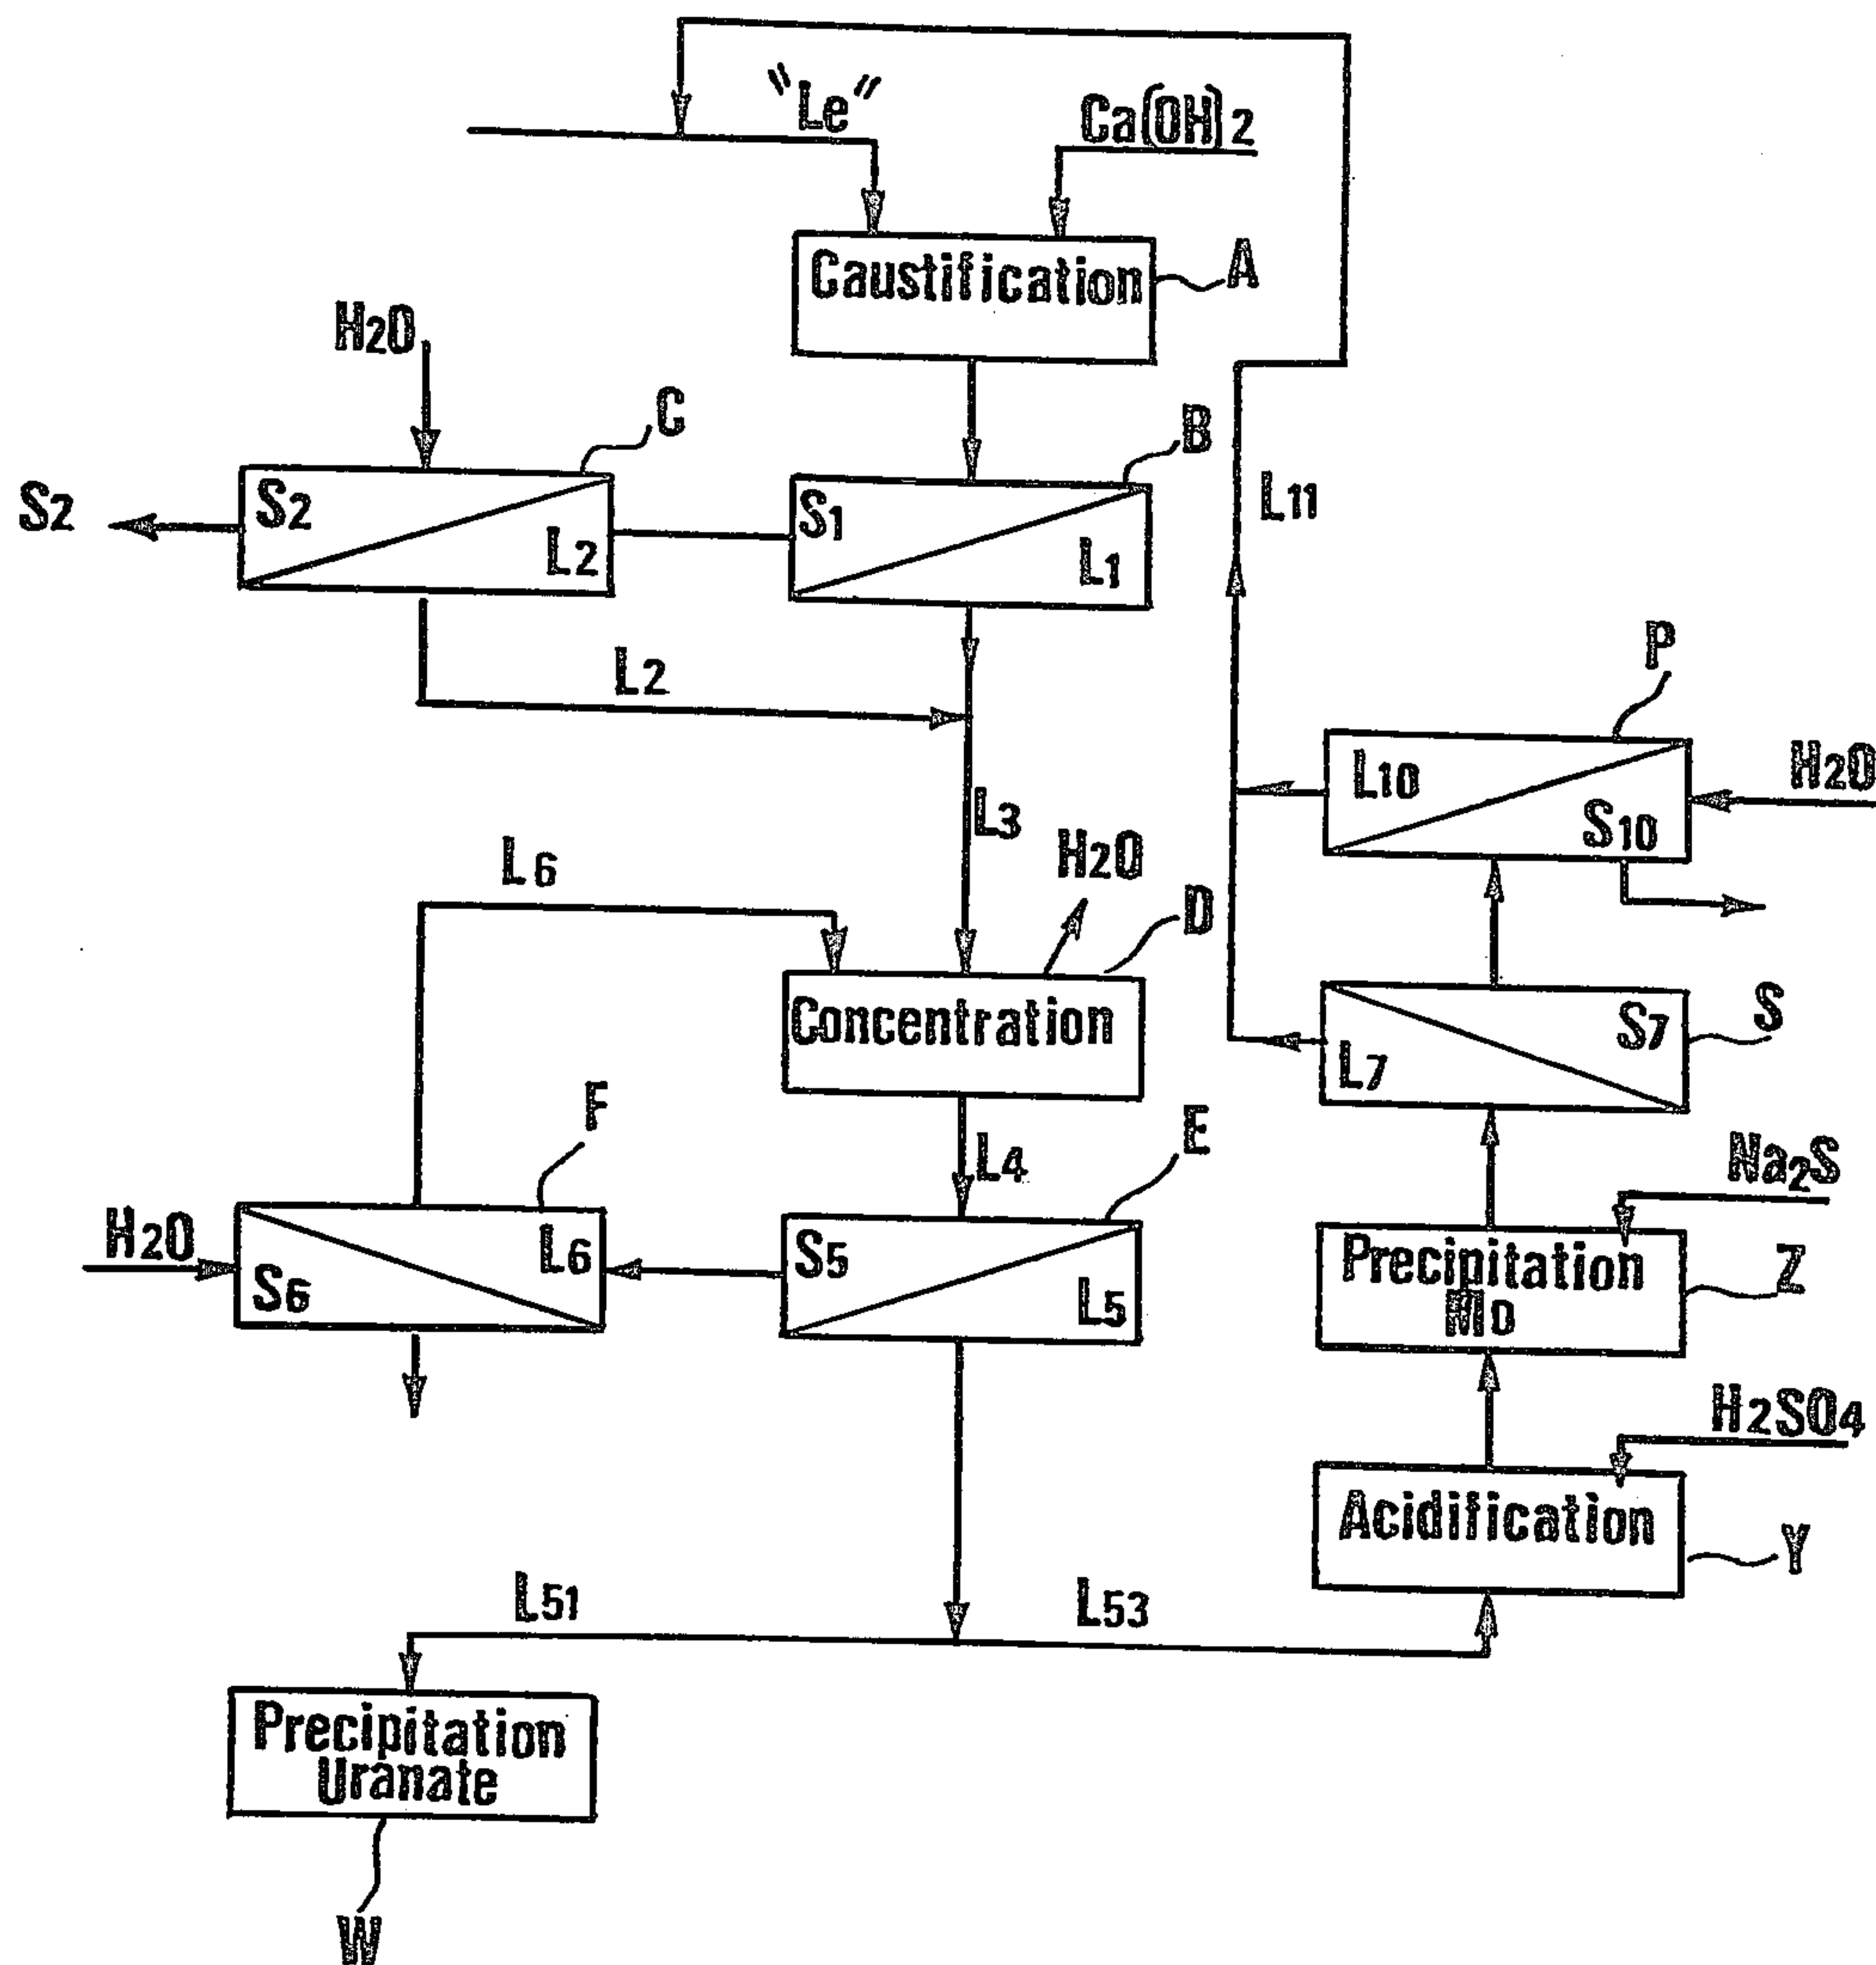 "Le"
Ca(OH)2
Caustification
A
H2O
C
B
S2
S2
L2
S1
L1
L11
L2
P
L10
S10
H2O
L3
L6
H2O
D
Concentration
S7
S
L7
F
L4
E
Na2S
H2O
L6
S6
S5
L5
Precipitation
Mo
Z
H2SO4
Acidification
Y
L51
L53
Precipitation
Uranate
W